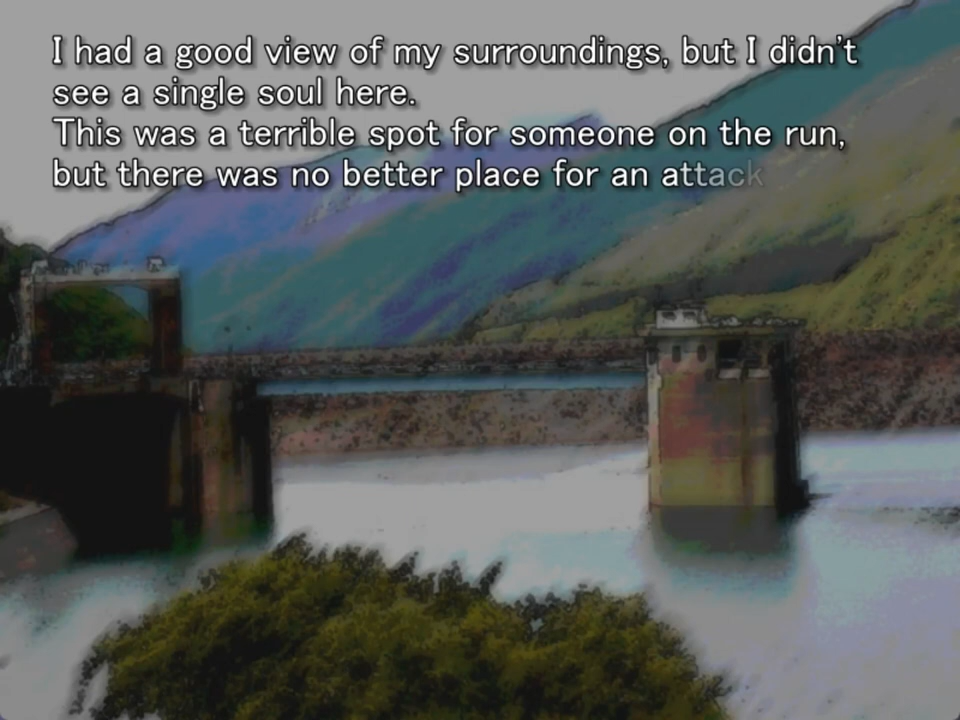 I had a good view of my surroundings, but I didn't
see a single soul here.
This was a terrible spot for someone on the run,
but there was no better place for an attack